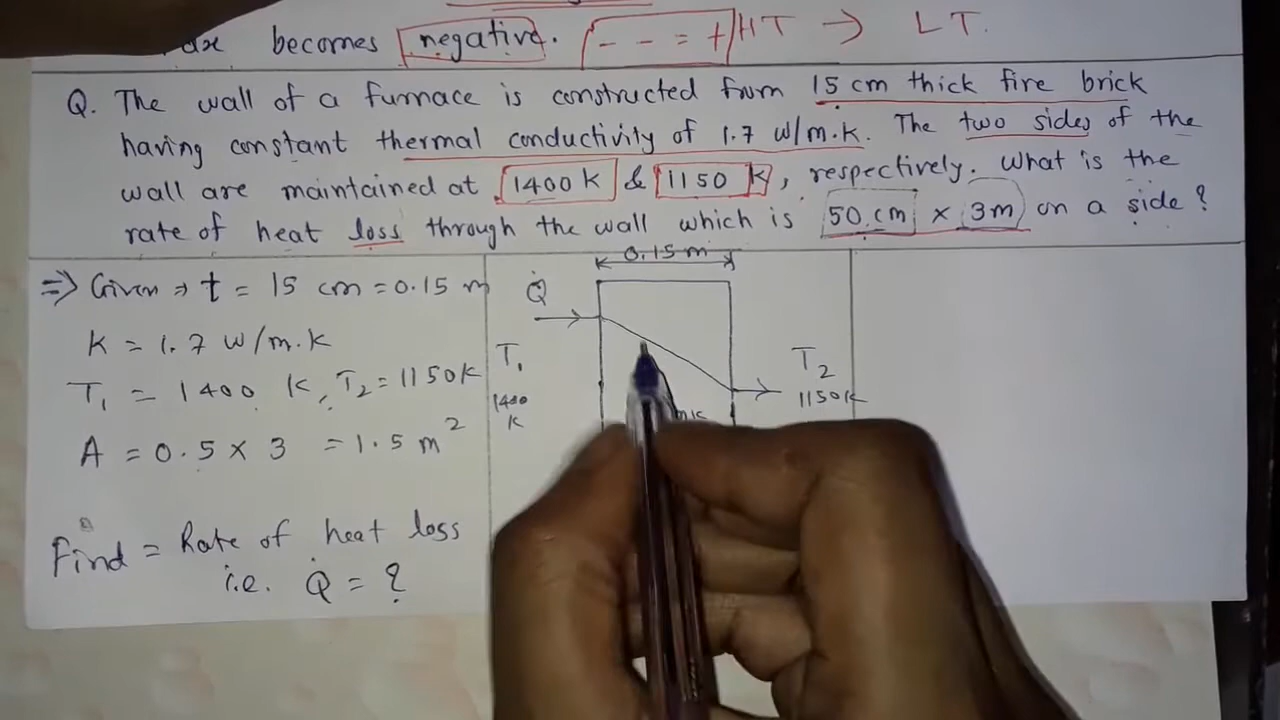 becomes negative. - - = + HT → LT.
Q. The wall of a furnace is constructed from 15 cm thick fire brick
having constant thermal conductivity of 1.7 W/m.K. The two sides of the
wall are maintained at 1400 K & 1150 K, respectively. What is the
rate of heat loss through the wall which is 50 cm × 3m on a side?
⇒ Given → t = 15 cm = 0.15 m
K = 1.7 W/m.K
T₁ = 1400 K, T₂ = 1150K
A = 0.5 × 3 = 1.5 m²
Find = Rate of heat loss
i.e. Q̇ = ?
0.15 m
Q̇
T₁
1400
K
T₂
1150K